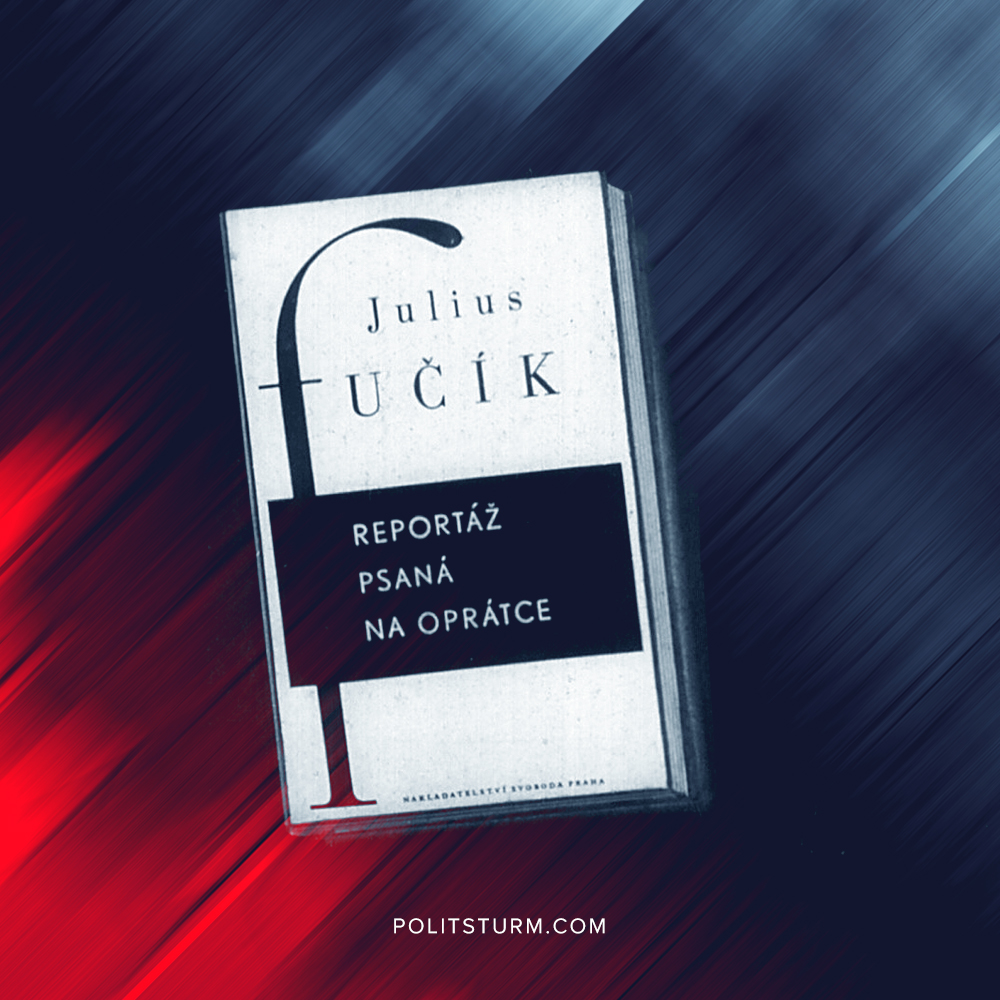 Julius
fUČÍK
REPORTÁŽ
PSANÁ
NA OPRÁTCE
NAKLADATELSTVÍ SVOBODA PRAHA
POLITSTURM.COM